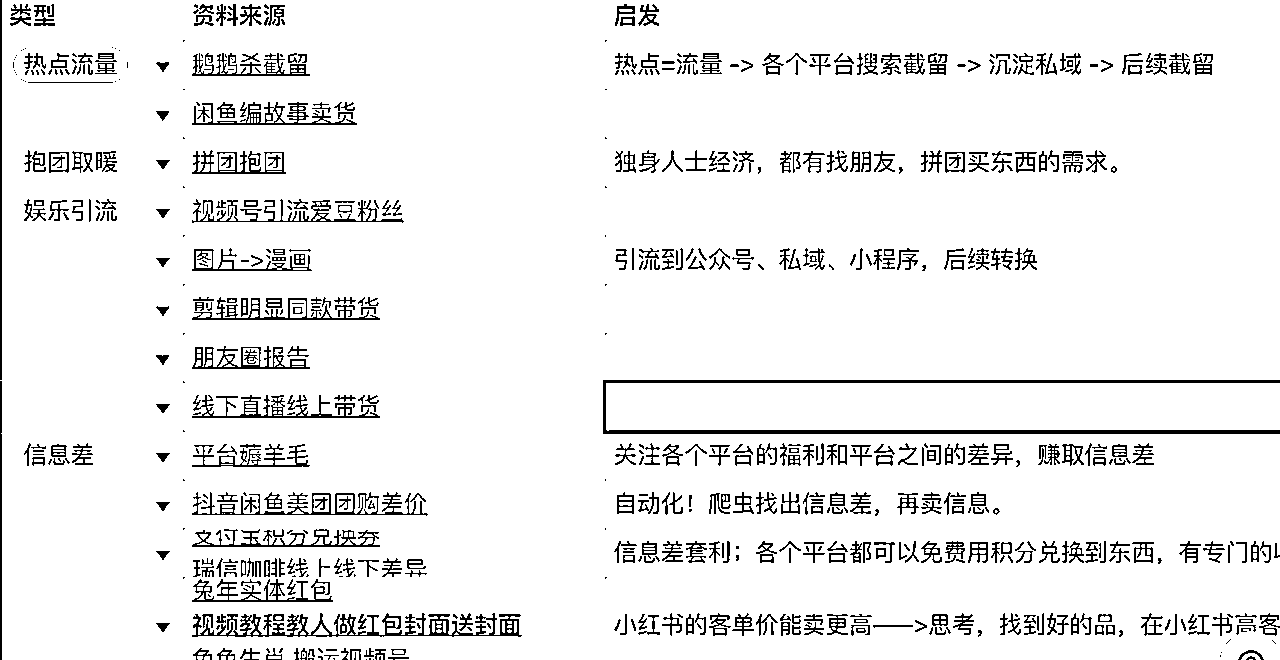 类型 资料来源 启发
热点流量 鹅鹅杀截留 热点=流量 -> 各个平台搜索截留 -> 沉淀私域 -> 后续截留
闲鱼编故事卖货
抱团取暖 拼团抱团 独身人士经济，都有找朋友，拼团买东西的需求。
娱乐引流 视频号引流爱豆粉丝
图片->漫画 引流到公众号、私域、小程序，后续转换
剪辑明显同款带货
朋友圈报告
线下直播线上带货
信息差 平台薅羊毛 关注各个平台的福利和平台之间的差异，赚取信息差
抖音闲鱼美团团购差价 自动化！爬虫找出信息差，再卖信息。
支付宝积分兑换券
瑞信咖啡线上线下差异 信息差套利；各个平台都可以免费用积分兑换到东西，有专门的
兔年实体红包
视频教程教人做红包封面送封面 小红书的客单价能卖更高——>思考，找到好的品，在小红书高客
兔兔生肖 搬运视频号